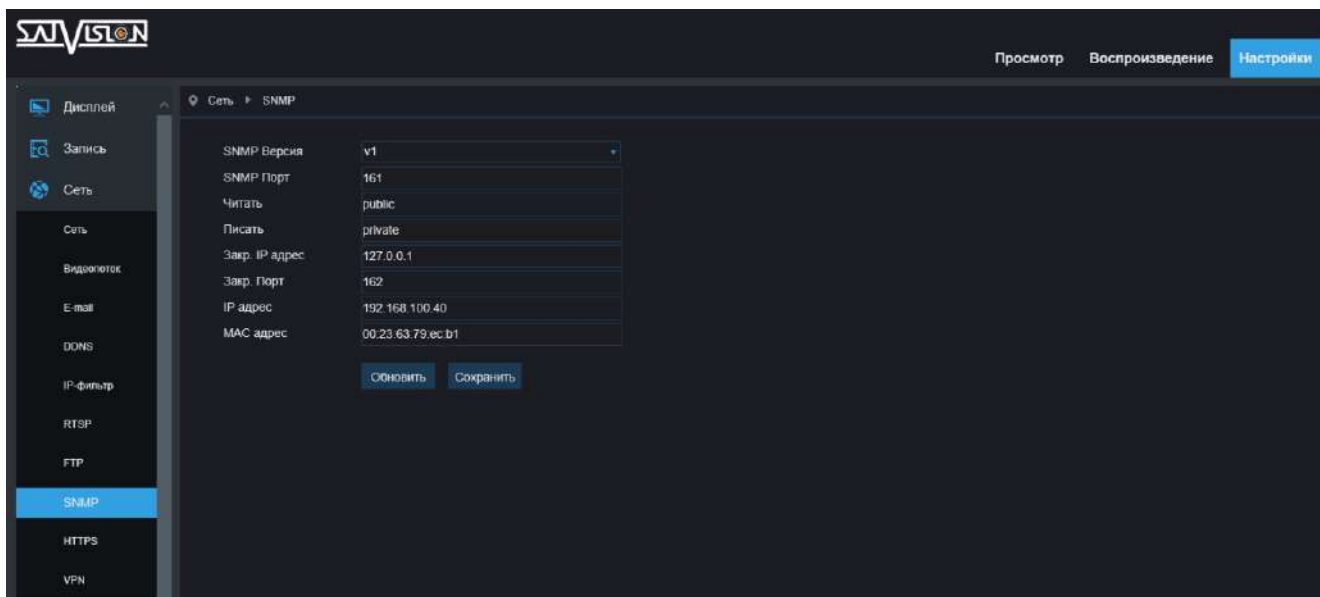 SATVISION
Просмотр Воспроизведение Настройки
Дисплей
Запись
Сеть
Сеть
Видеопоток
E-mail
DDNS
IP-фильтр
RTSP
FTP
SNMP
HTTPS
VPN
Сеть SNMP
SNMP Версия v1
SNMP Порт 161
Читать public
Писать private
Закр. IP адрес 127.0.0.1
Закр. Порт 162
IP адрес 192.168.100.40
MAC адрес 00:23:63:79:ec:b1
Обновить Сохранить